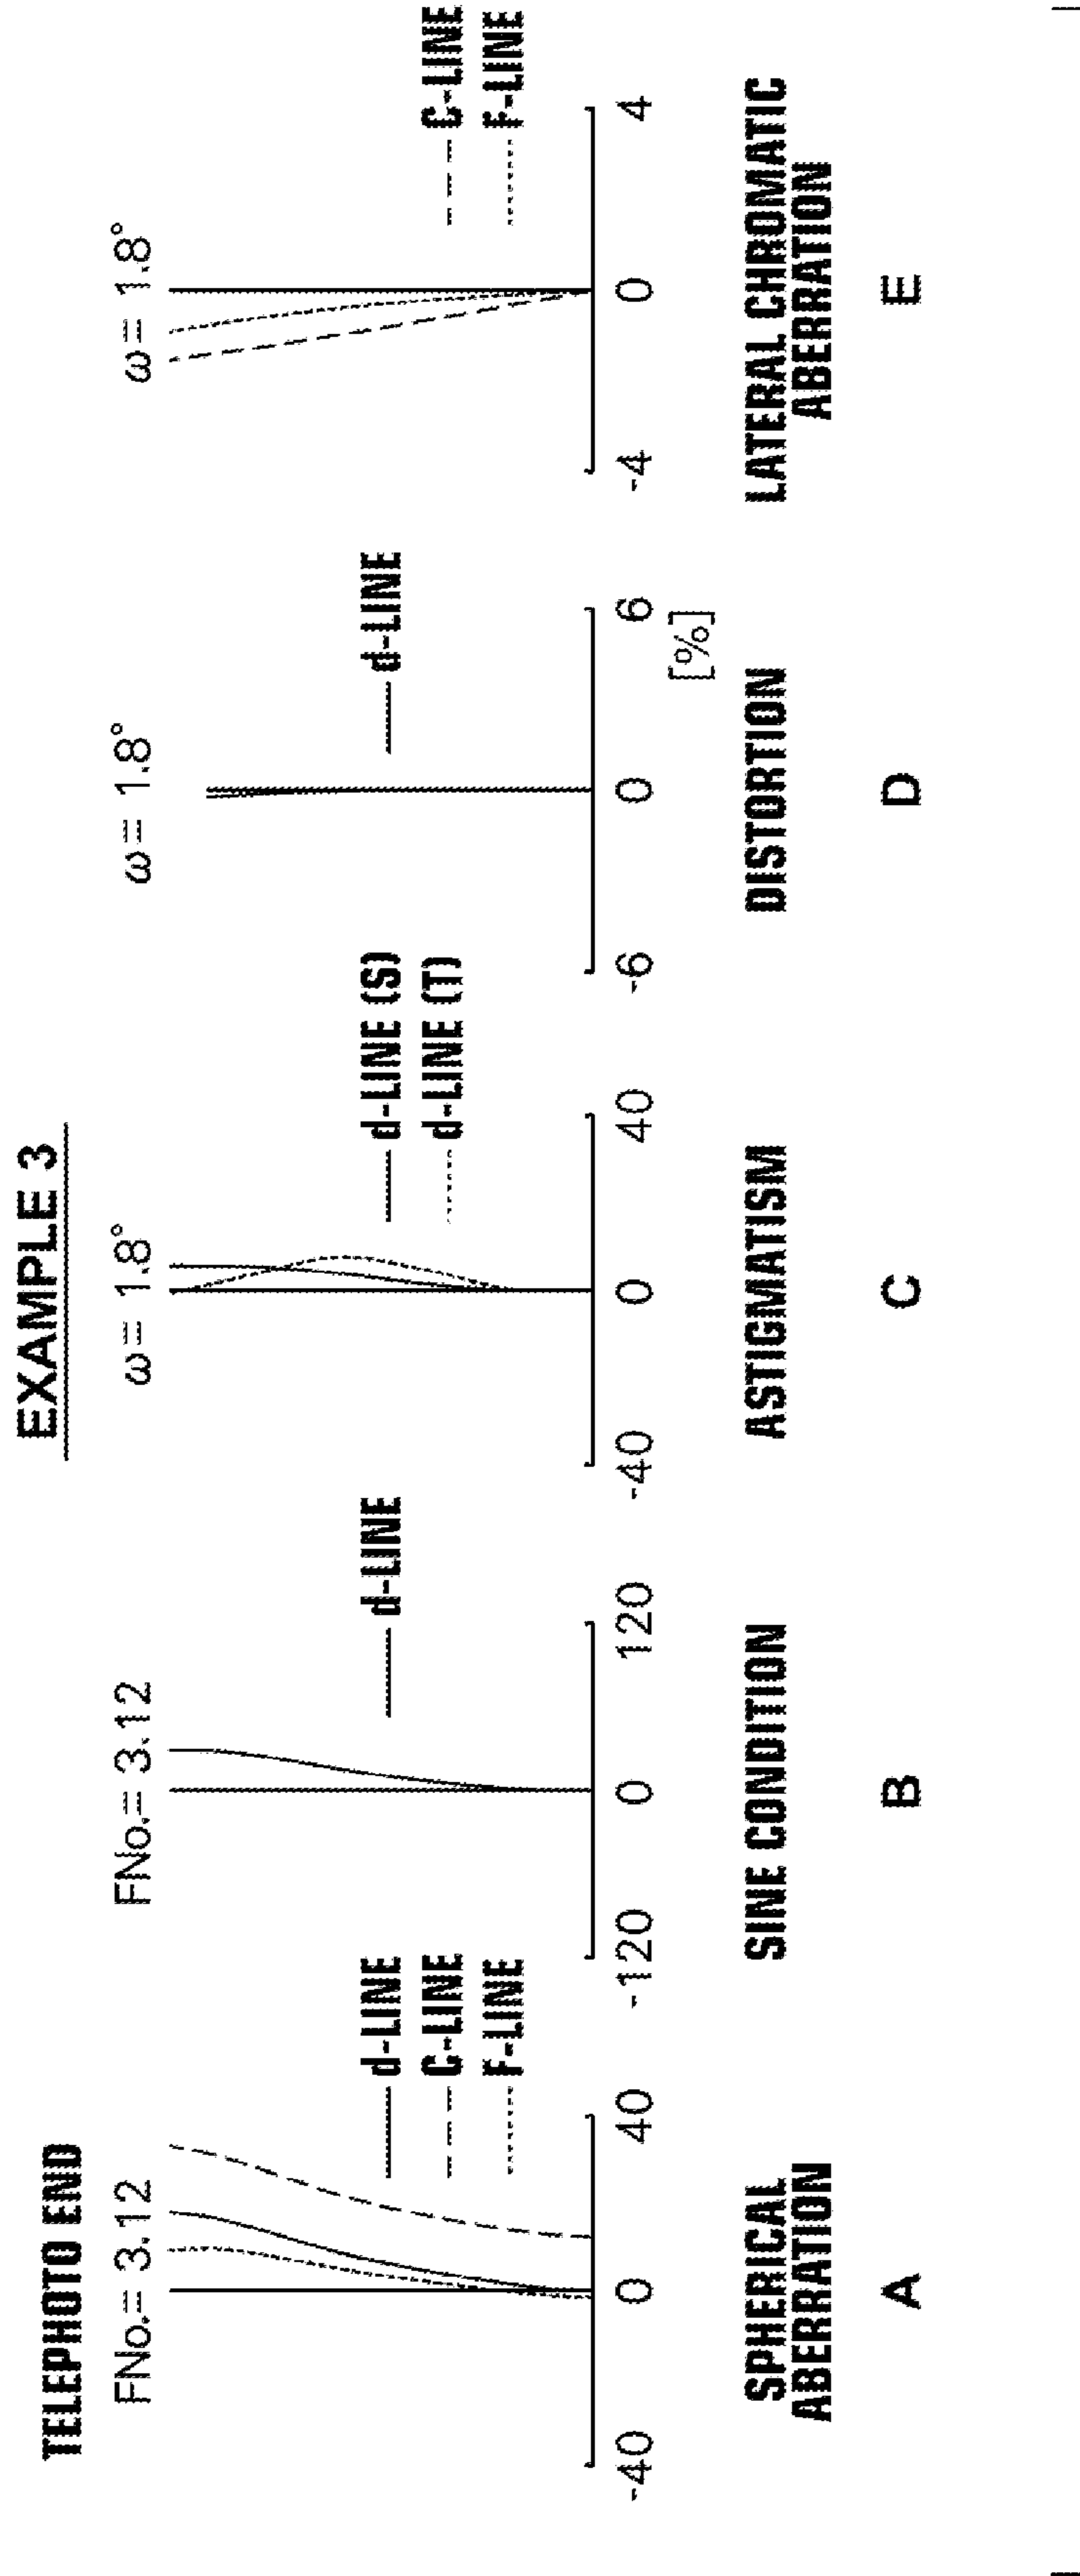 EXAMPLE 3
TELEPHOTO END
FNo.= 3.12
d-LINE
C-LINE
F-LINE
-40 0 40
SPHERICAL
ABERRATION
A
FNo.= 3.12
d-LINE
-120 0 120
SINE CONDITION
B
ω= 1.8°
d-LINE (S)
d-LINE (T)
-40 0 40
ASTIGMATISM
C
ω= 1.8°
d-LINE
-6 0 6
[%]
DISTORTION
D
ω= 1.8°
C-LINE
F-LINE
-4 0 4
LATERAL CHROMATIC
ABERRATION
E